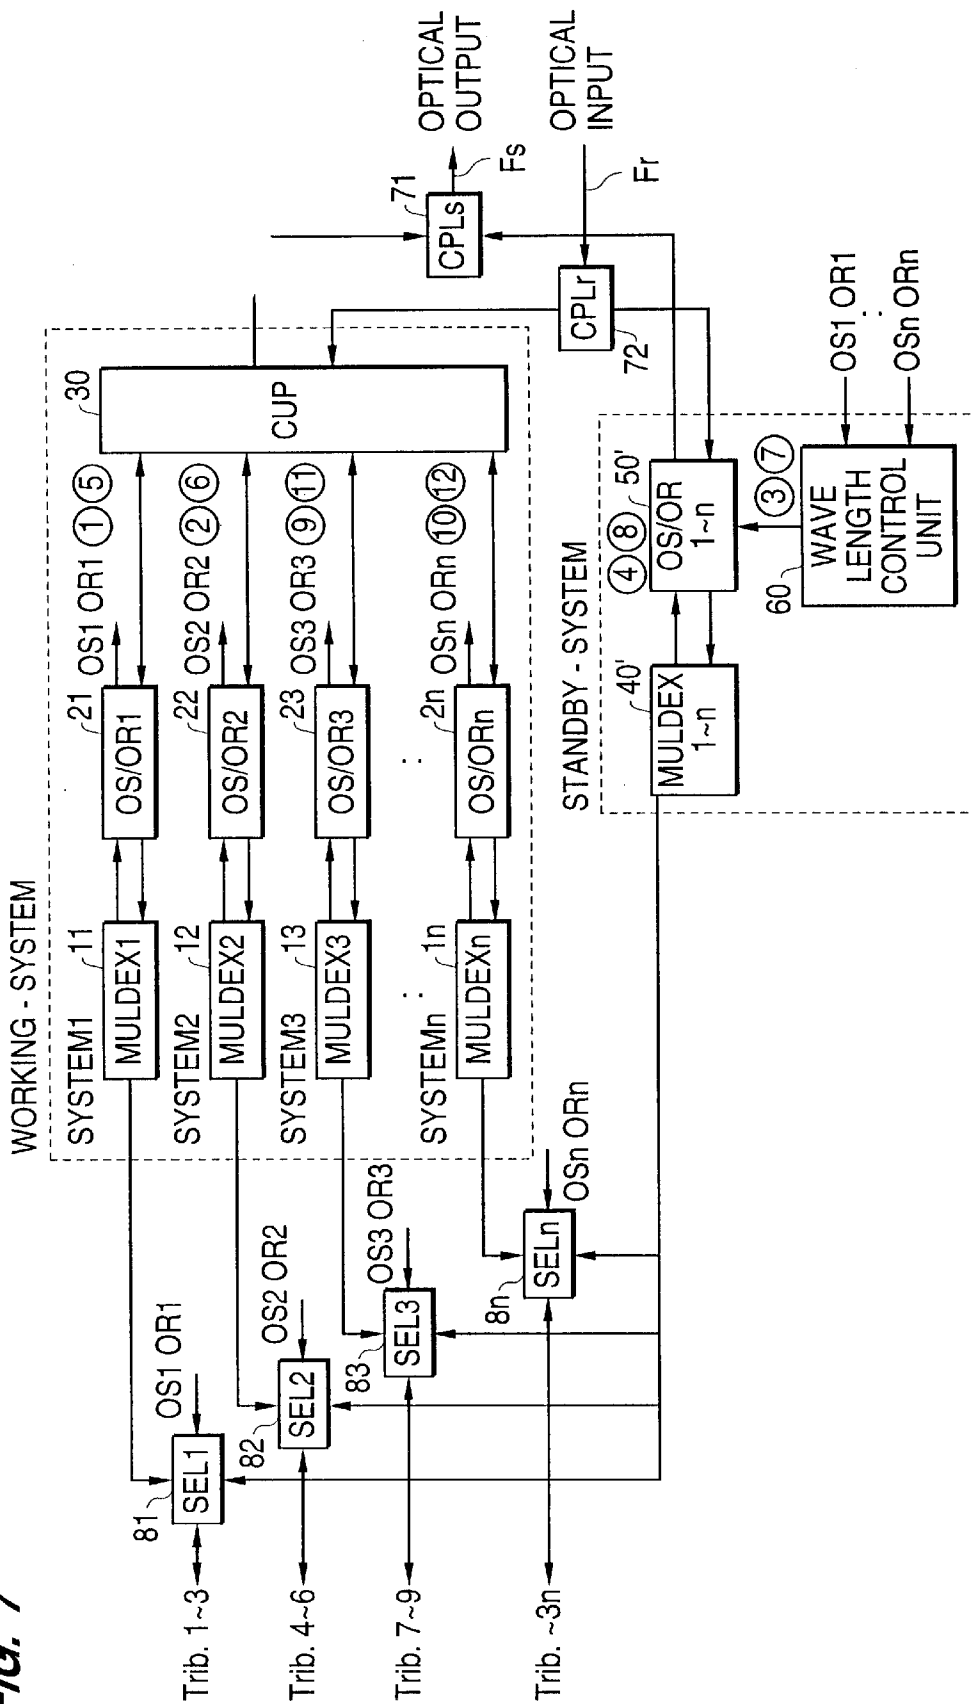 FIG. 7
WORKING - SYSTEM
SYSTEM1
11
MULDEX1
21
OS/OR1
OS1 OR1 ① ⑤
SYSTEM2
12
MULDEX2
22
OS/OR2
OS2 OR2 ② ⑥
SYSTEM3
13
MULDEX3
23
OS/OR3
OS3 OR3 ⑨ ⑪
SYSTEMn
1n
MULDEXn
2n
OS/ORn
OSn ORn ⑩ ⑫
30
CUP
71
CPLs
OPTICAL
OUTPUT
Fs
OPTICAL
INPUT
Fr
CPLr
72
OS1 OR1
81
SEL1
Trib. 1~3
OS2 OR2
82
SEL2
Trib. 4~6
OS3 OR3
83
SEL3
Trib. 7~9
OSn ORn
8n
SELn
Trib. ~3n
STANDBY - SYSTEM
40'
MULDEX
1~n
④ ⑧ 50'
OS/OR
1~n
③ ⑦
60
WAVE
LENGTH
CONTROL
UNIT
OS1 OR1
OSn ORn